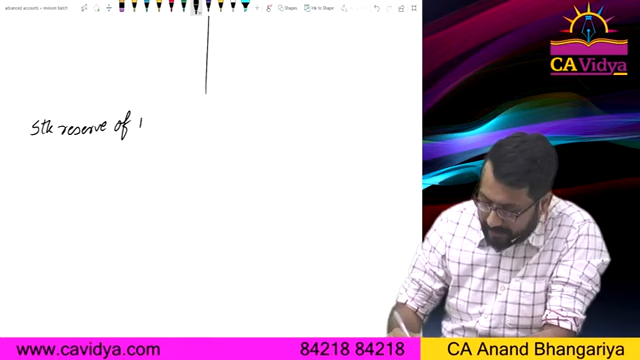 advanced accounts - revision batch
Shapes
Ink to Shape
CA Vidya
Stk reserve of I
www.cavidya.com
84218 84218
CA Anand Bhangariya